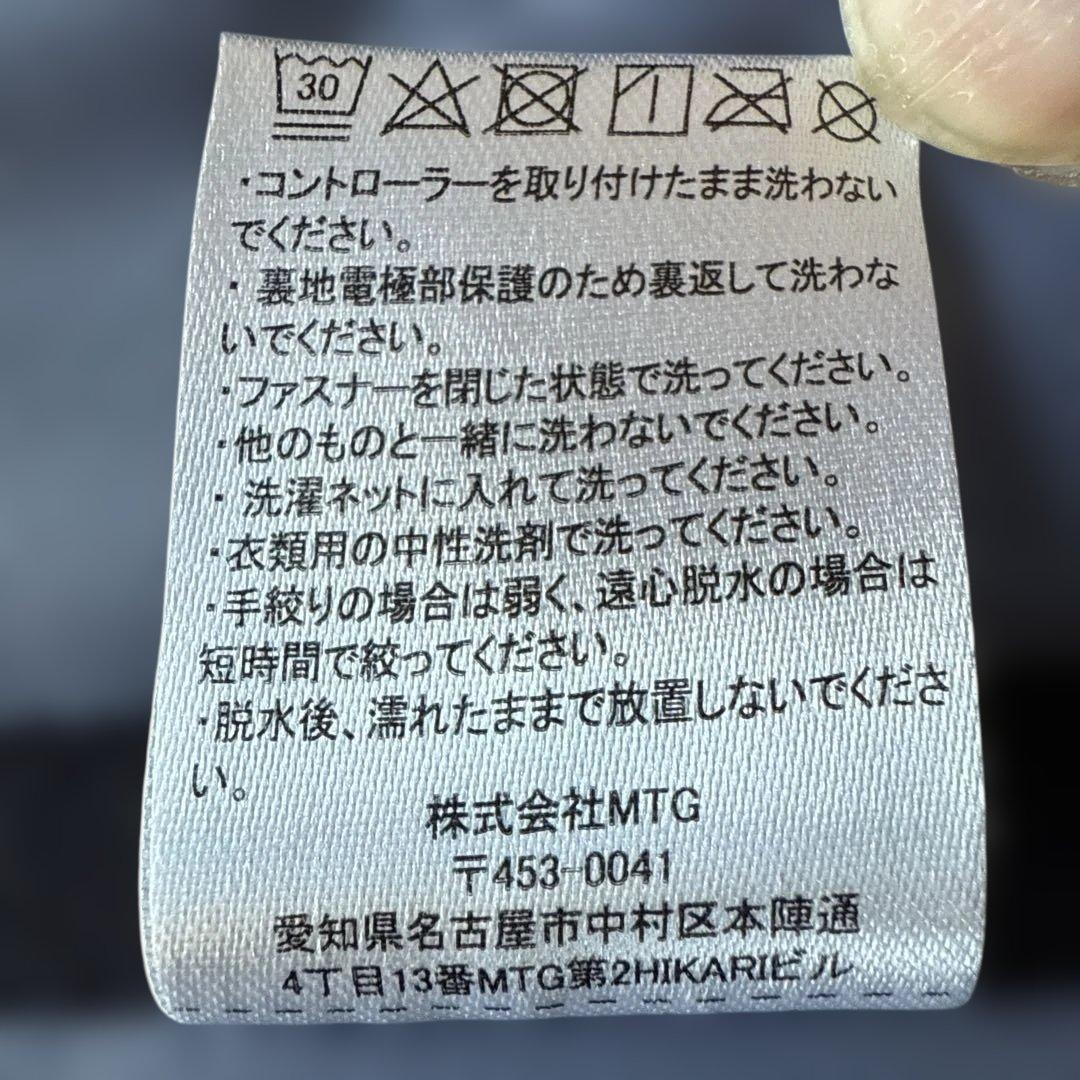 30
・コントローラーを取り付けたまま洗わない
でください。
・裏地電極部保護のため裏返して洗わな
いでください。
・ファスナーを閉じた状態で洗ってください。
・他のものと一緒に洗わないでください。
・洗濯ネットに入れて洗ってください。
・衣類用の中性洗剤で洗ってください。
・手絞りの場合は弱く、遠心脱水の場合は
短時間で絞ってください。
・脱水後、濡れたままで放置しないでくださ
い。
株式会社MTG
〒453-0041
愛知県名古屋市中村区本陣通
4丁目13番MTG第2HIKARIビル